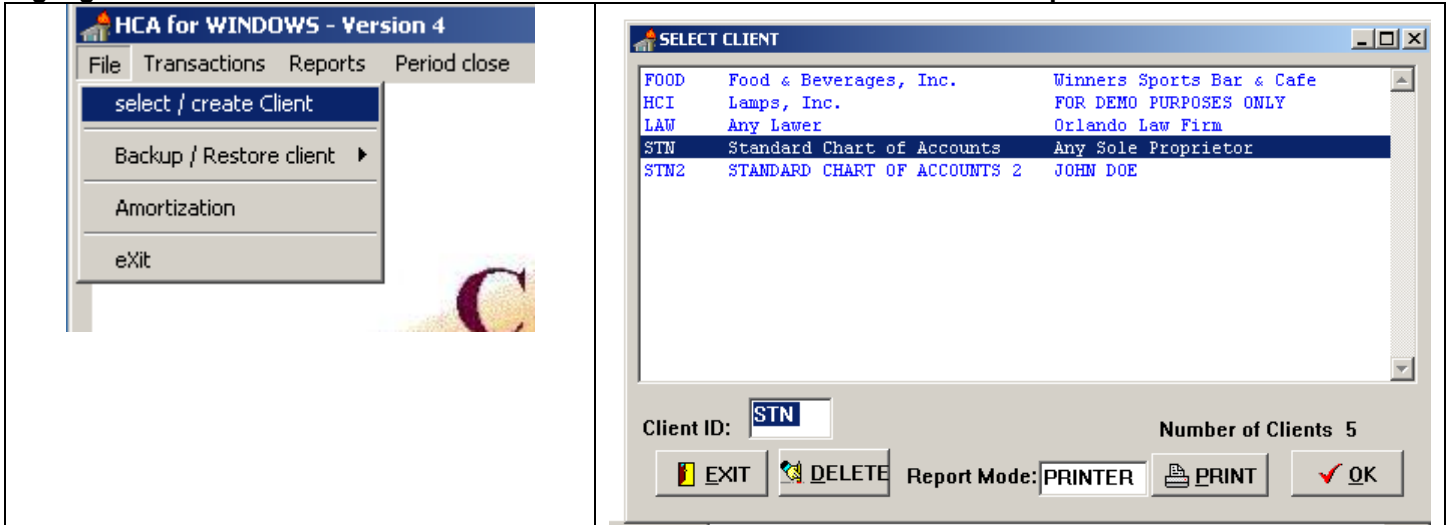 HCA for WINDOWS - Version 4
File Transactions Reports Period close
select / create Client
Backup / Restore client
Amortization
eXit
C
SELECT CLIENT
FOOD Food & Beverages, Inc. Winners Sports Bar & Cafe
HCI Lamps, Inc. FOR DEMO PURPOSES ONLY
LAW Any Lawer Orlando Law Firm
STN Standard Chart of Accounts Any Sole Proprietor
STN2 STANDARD CHART OF ACCOUNTS 2 JOHN DOE
Client ID: STN
Number of Clients 5
EXIT DELETE Report Mode: PRINTER PRINT OK